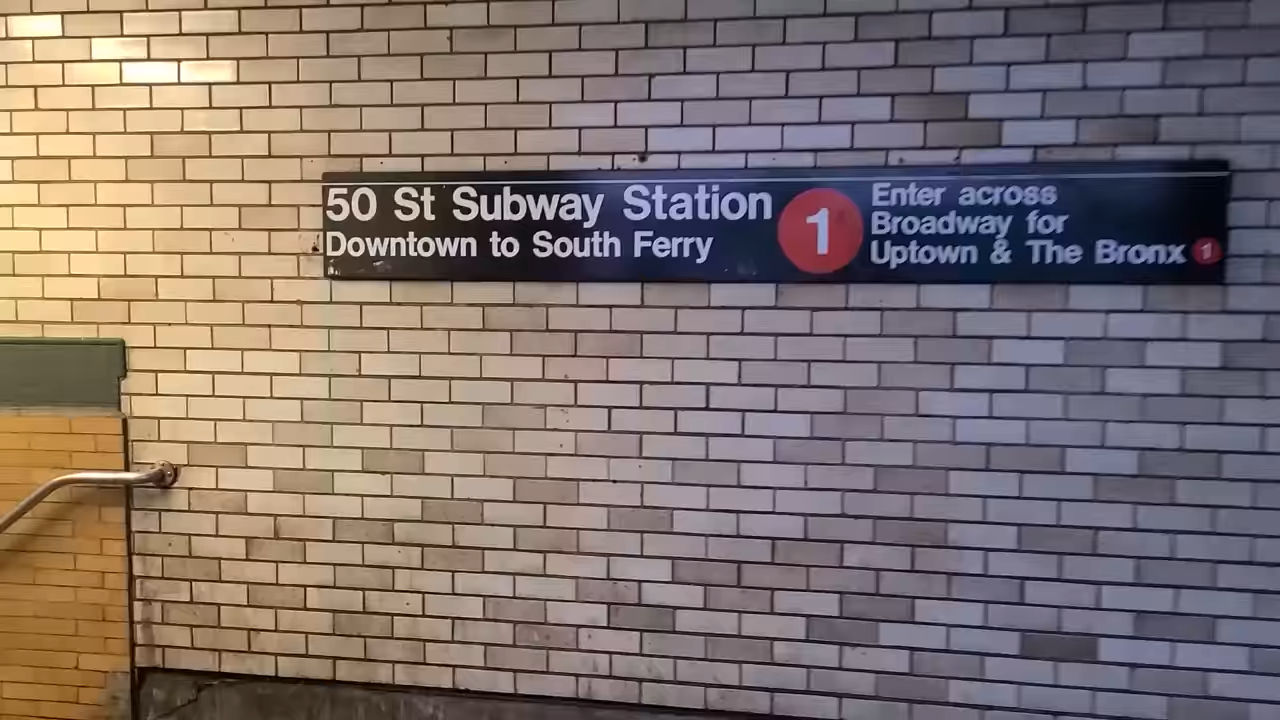 50 St Subway Station
Downtown to South Ferry
1
Enter across
Broadway for
Uptown & The Bronx 1